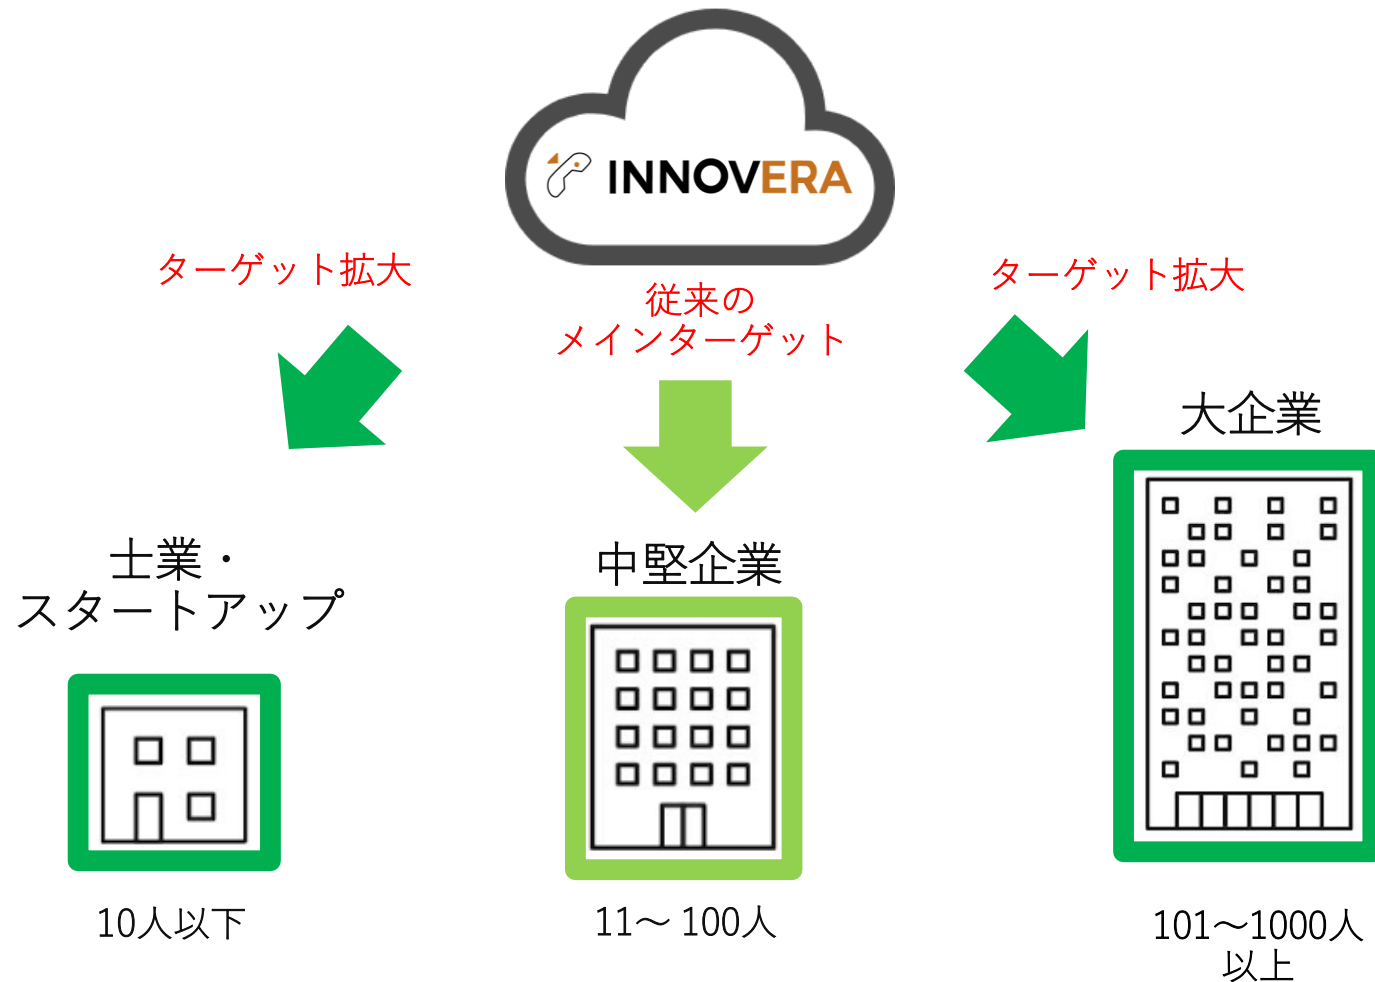 INNOVERA
ターゲット拡大
従来の
メインターゲット
ターゲット拡大
士業・
スタートアップ
中堅企業
大企業
10人以下
11～ 100人
101～1000人
以上